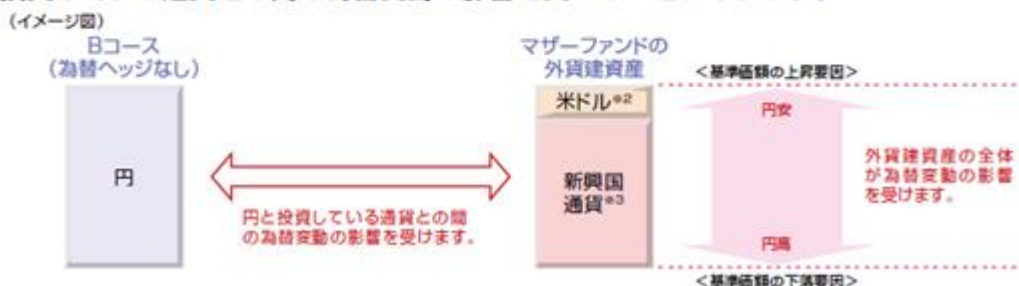 (イメージ図)
Bコース
(為替ヘッジなし)
マザーファンドの
外貨建資産
<基準価額の上昇要因>
米ドル※2
円安
円
新興国
通貨※3
外貨建資産の全体
が為替変動の影響
を受けます。
円と投資している通貨との間
の為替変動の影響を受けます。
円高
<基準価額の下落要因>